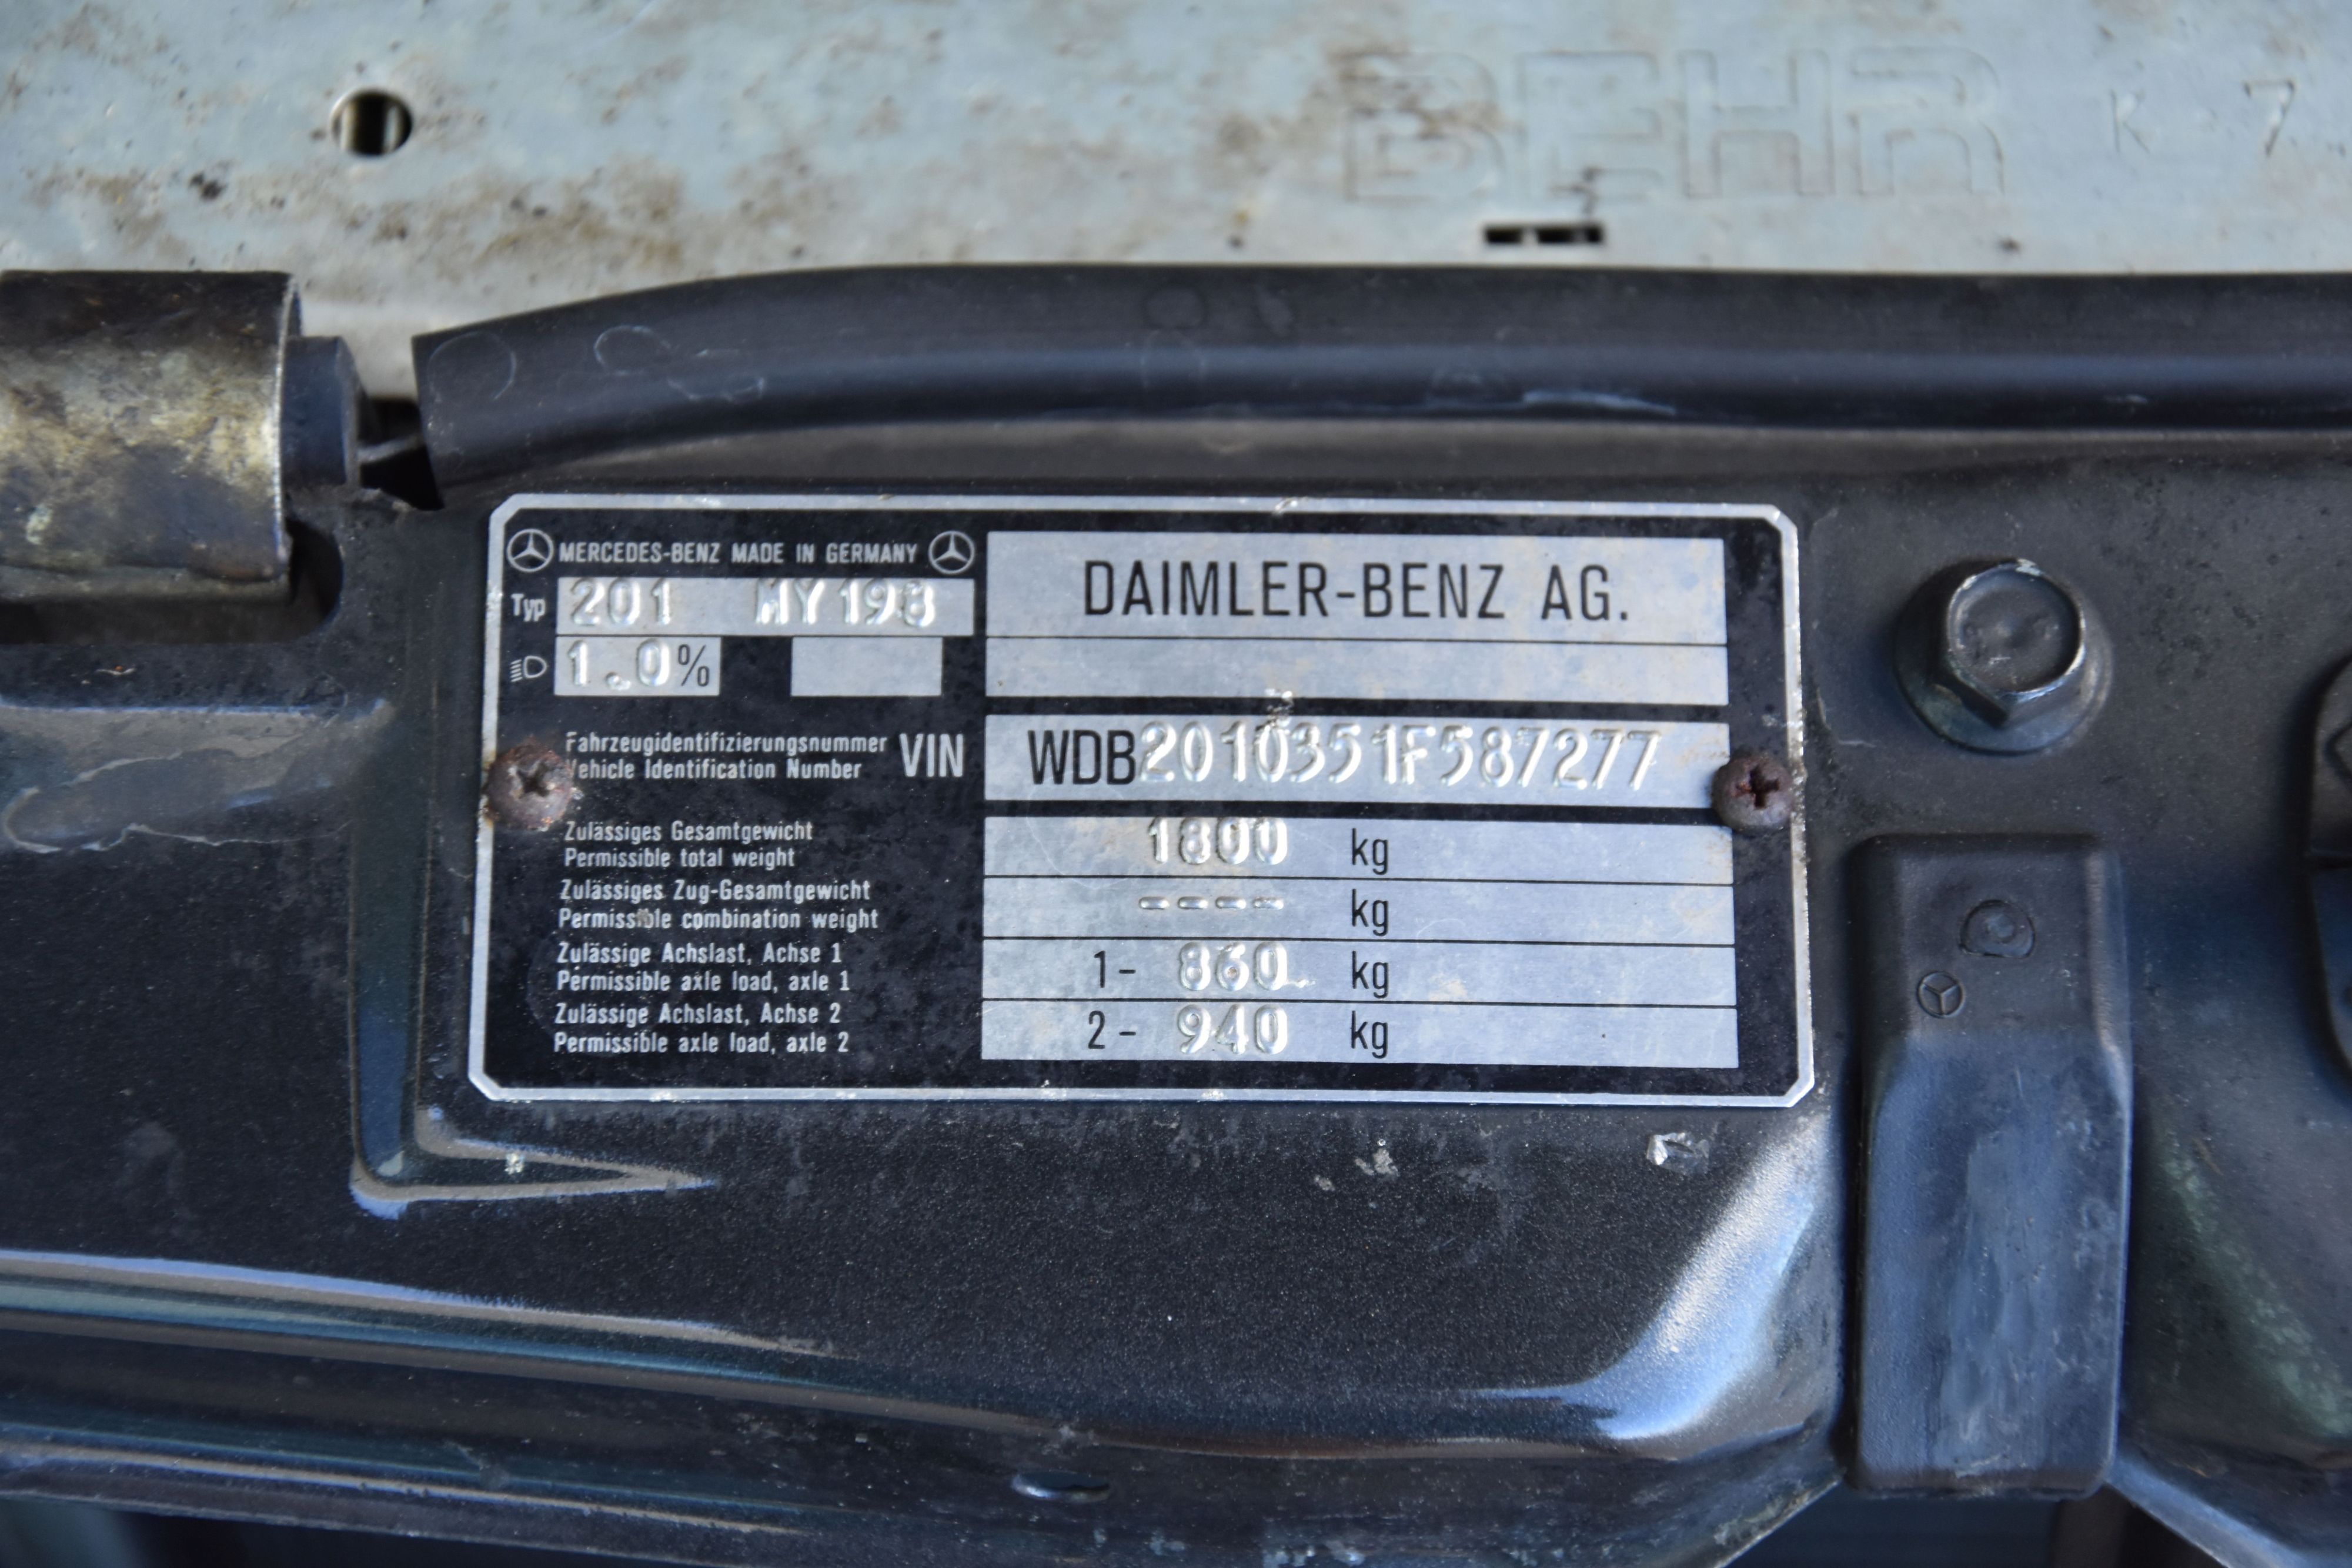 BEHR K 7
MERCEDES-BENZ MADE IN GERMANY
DAIMLER-BENZ AG.
Typ 201 MY198
1.0%
Fahrzeugidentifizierungsnummer
Vehicle Identification Number
VIN WDB2010351F587277
Zulässiges Gesamtgewicht
Permissible total weight
1800 kg
Zulässiges Zug-Gesamtgewicht
Permissible combination weight
---- kg
Zulässige Achslast, Achse 1
Permissible axle load, axle 1
1- 860 kg
Zulässige Achslast, Achse 2
Permissible axle load, axle 2
2- 940 kg